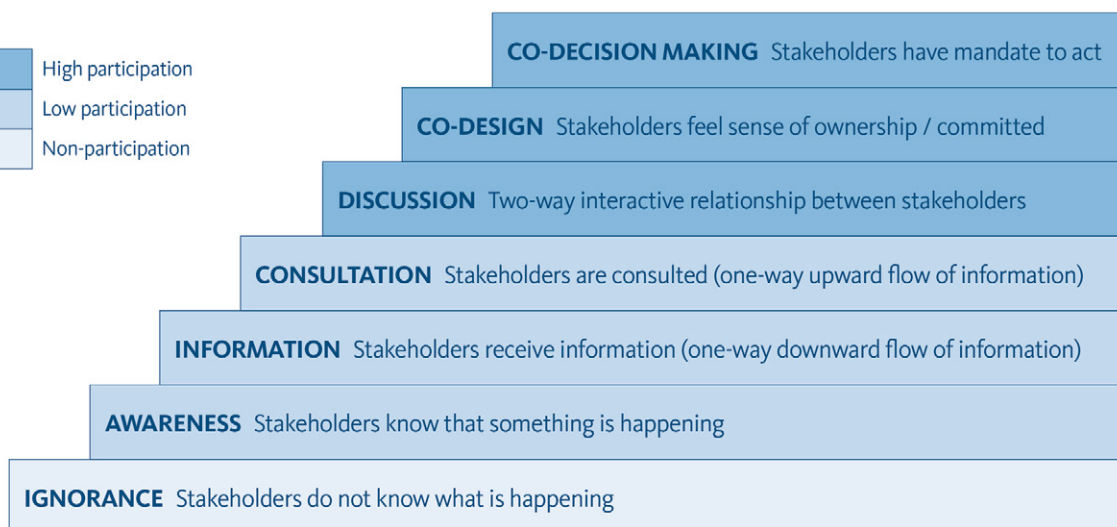 High participation
Low participation
Non-participation
CO-DECISION MAKING Stakeholders have mandate to act
CO-DESIGN Stakeholders feel sense of ownership / committed
DISCUSSION Two-way interactive relationship between stakeholders
CONSULTATION Stakeholders are consulted (one-way upward flow of information)
INFORMATION Stakeholders receive information (one-way downward flow of information)
AWARENESS Stakeholders know that something is happening
IGNORANCE Stakeholders do not know what is happening